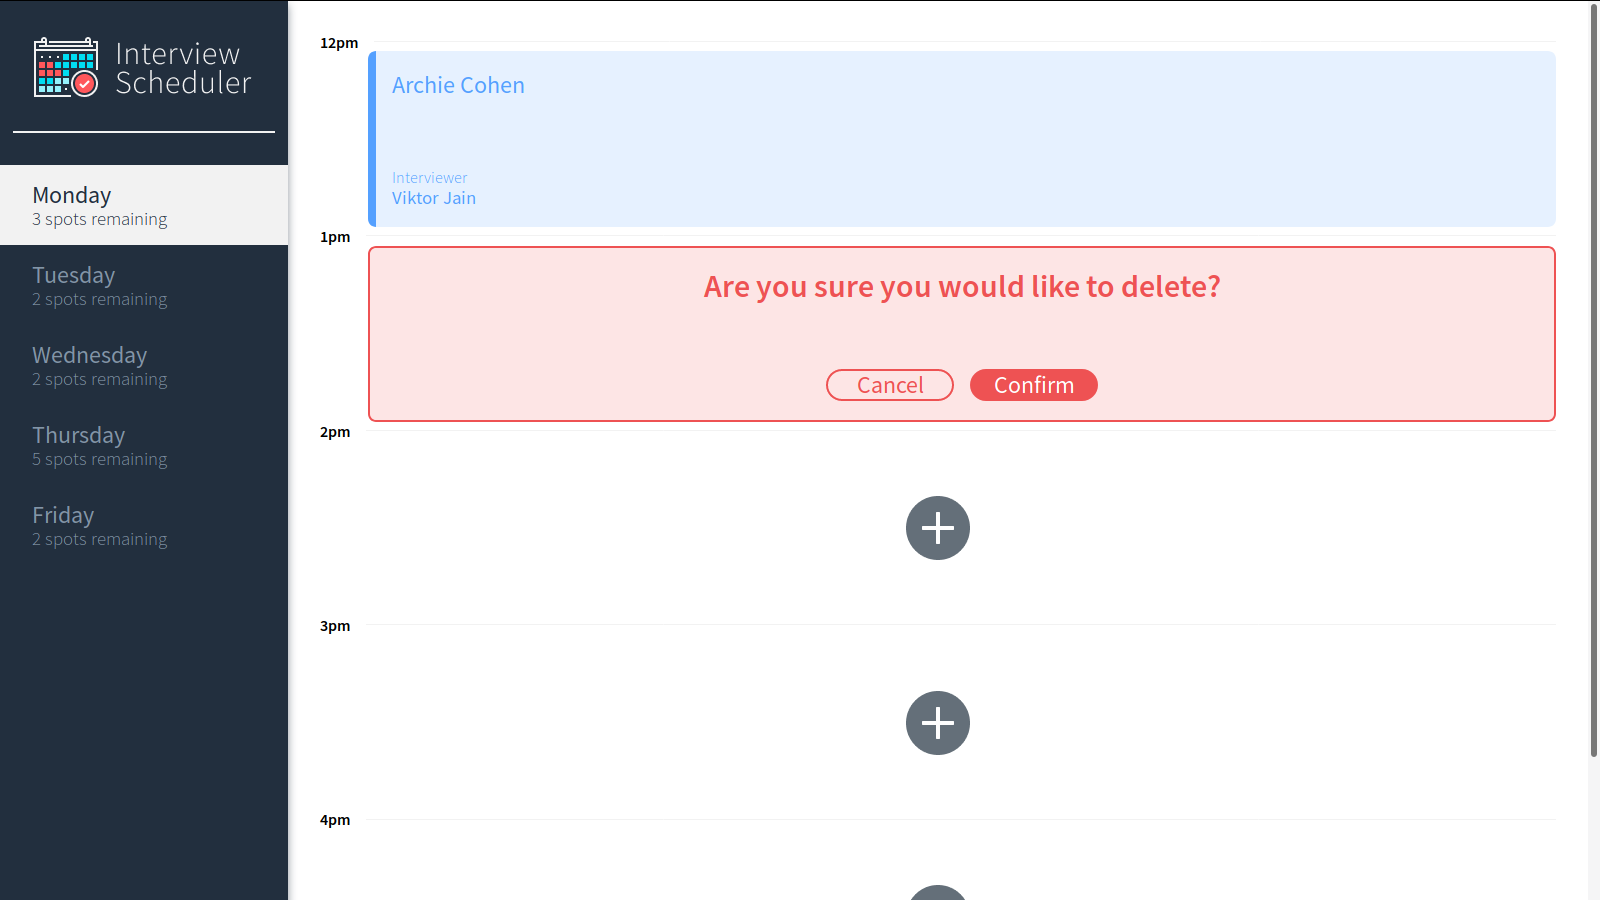 Interview
Scheduler
Monday
3 spots remaining
Tuesday
2 spots remaining
Wednesday
2 spots remaining
Thursday
5 spots remaining
Friday
2 spots remaining
12pm
Archie Cohen
Interviewer
Viktor Jain
1pm
Are you sure you would like to delete?
Cancel Confirm
2pm
3pm
4pm